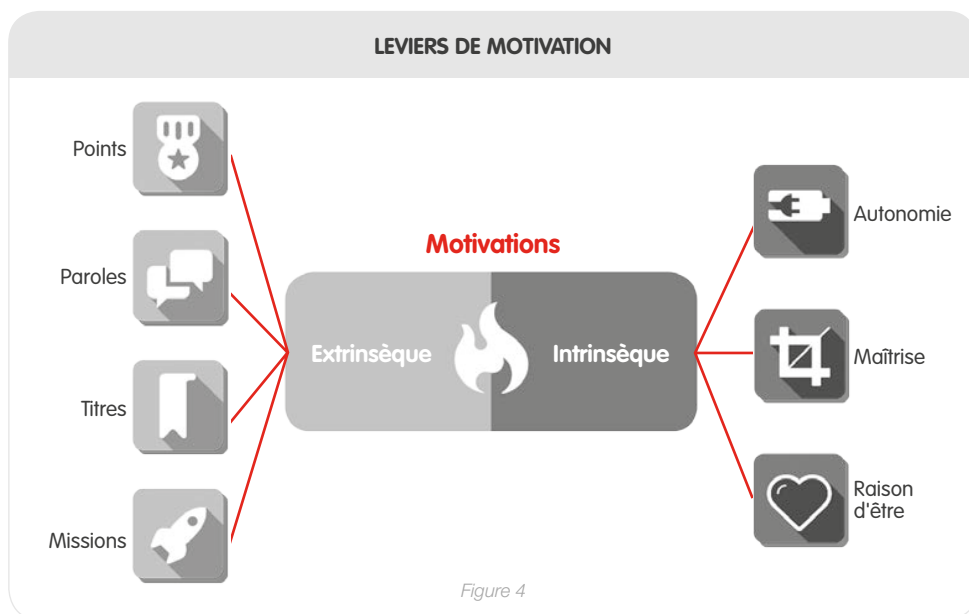 LEVIERS DE MOTIVATION
Points
Paroles
Titres
Missions
Motivations
Extrinsèque
Intrinsèque
Autonomie
Maîtrise
Raison
d'être
Figure 4